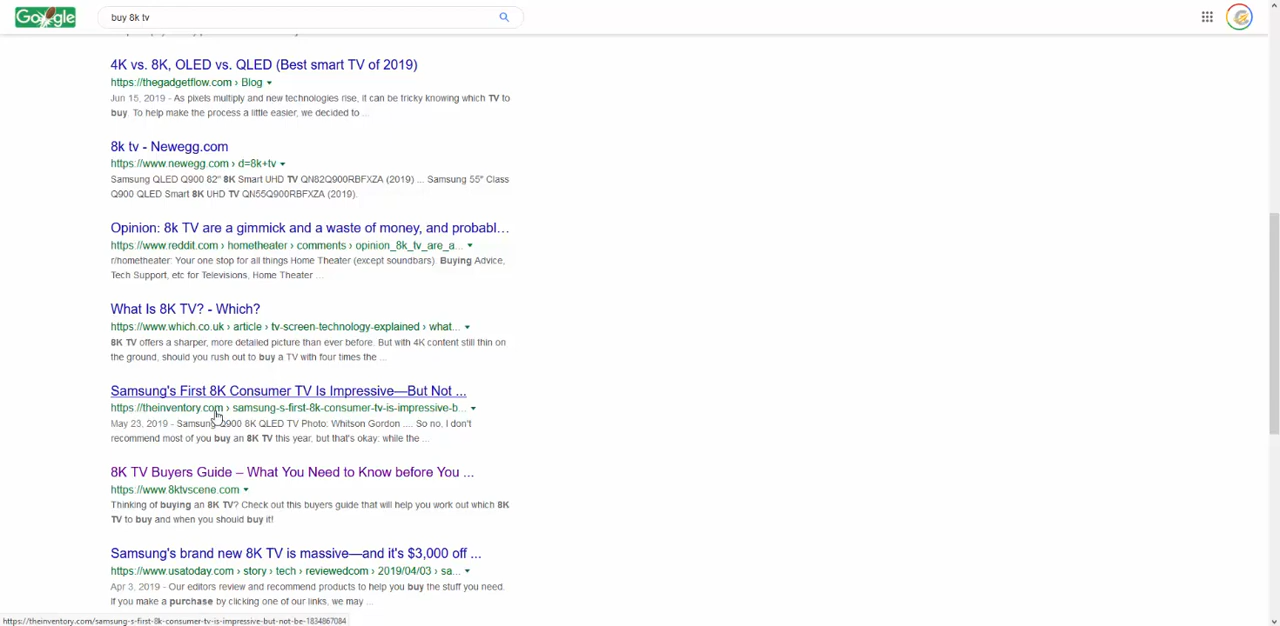 Google
buy 8k tv
4K vs. 8K, OLED vs. QLED (Best smart TV of 2019)
https://thegadgetflow.com › Blog
Jun 15, 2019 - As pixels multiply and new technologies rise, it can be tricky knowing which TV to
buy. To help make the process a little easier, we decided to ...
8k tv - Newegg.com
https://www.newegg.com › d=8k+tv
Samsung QLED Q900 82" 8K Smart UHD TV QN82Q900RBFXZA (2019) ... Samsung 55" Class
Q900 QLED Smart 8K UHD TV QN55Q900RBFXZA (2019).
Opinion: 8k TV are a gimmick and a waste of money, and probabl...
https://www.reddit.com › hometheater › comments › opinion_8k_tv_are_a...
r/hometheater: Your one stop for all things Home Theater (except soundbars). Buying Advice,
Tech Support, etc for Televisions, Home Theater ...
What Is 8K TV? - Which?
https://www.which.co.uk › article › tv-screen-technology-explained › what...
8K TV offers a sharper, more detailed picture than ever before. But with 4K content still thin on
the ground, should you rush out to buy a TV with four times the ...
Samsung's First 8K Consumer TV Is Impressive—But Not ...
https://theinventory.com › samsung-s-first-8k-consumer-tv-is-impressive-b...
May 23, 2019 - Samsung Q900 8K QLED TV Photo: Whitson Gordon .... So no, I don't
recommend most of you buy an 8K TV this year, but that's okay: while the ...
8K TV Buyers Guide – What You Need to Know before You ...
https://www.8ktvscene.com
Thinking of buying an 8K TV? Check out this buyers guide that will help you work out which 8K
TV to buy and when you should buy it!
Samsung's brand new 8K TV is massive—and it's $3,000 off ...
https://www.usatoday.com › story › tech › reviewedcom › 2019/04/03 › sa...
Apr 3, 2019 - Our editors review and recommend products to help you buy the stuff you need.
If you make a purchase by clicking one of our links, we may ...
https://theinventory.com/samsung-s-first-8k-consumer-tv-is-impressive-but-not-be-1834867084